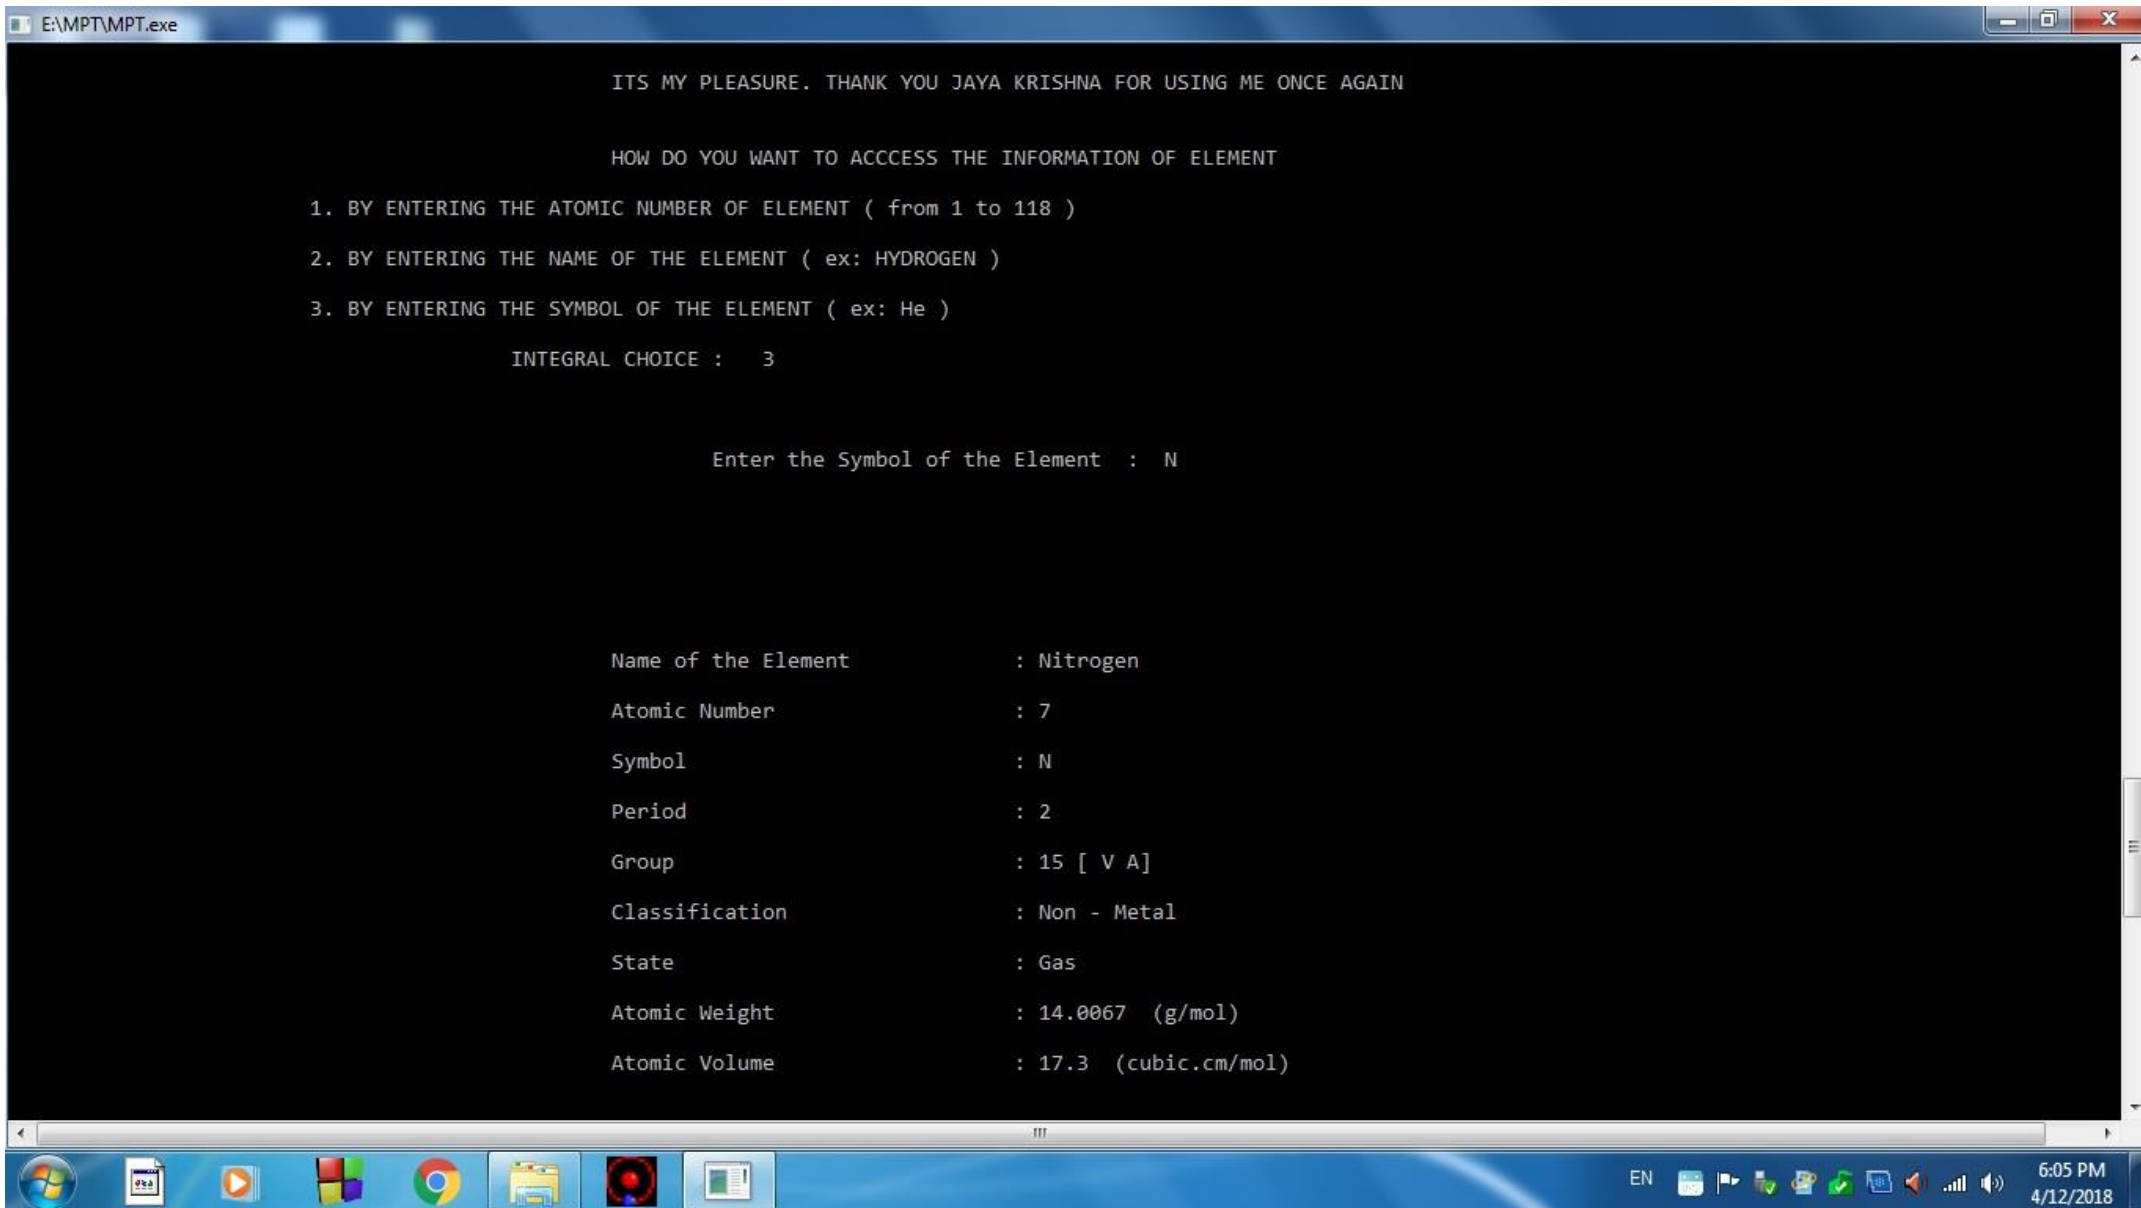 E:\MPT\MPT.exe
ITS MY PLEASURE. THANK YOU JAYA KRISHNA FOR USING ME ONCE AGAIN
HOW DO YOU WANT TO ACCCESS THE INFORMATION OF ELEMENT
1. BY ENTERING THE ATOMIC NUMBER OF ELEMENT ( from 1 to 118 )
2. BY ENTERING THE NAME OF THE ELEMENT ( ex: HYDROGEN )
3. BY ENTERING THE SYMBOL OF THE ELEMENT ( ex: He )
INTEGRAL CHOICE : 3
Enter the Symbol of the Element : N
Name of the Element : Nitrogen
Atomic Number : 7
Symbol : N
Period : 2
Group : 15 [ V A]
Classification : Non - Metal
State : Gas
Atomic Weight : 14.0067 (g/mol)
Atomic Volume : 17.3 (cubic.cm/mol)
EN
6:05 PM
4/12/2018